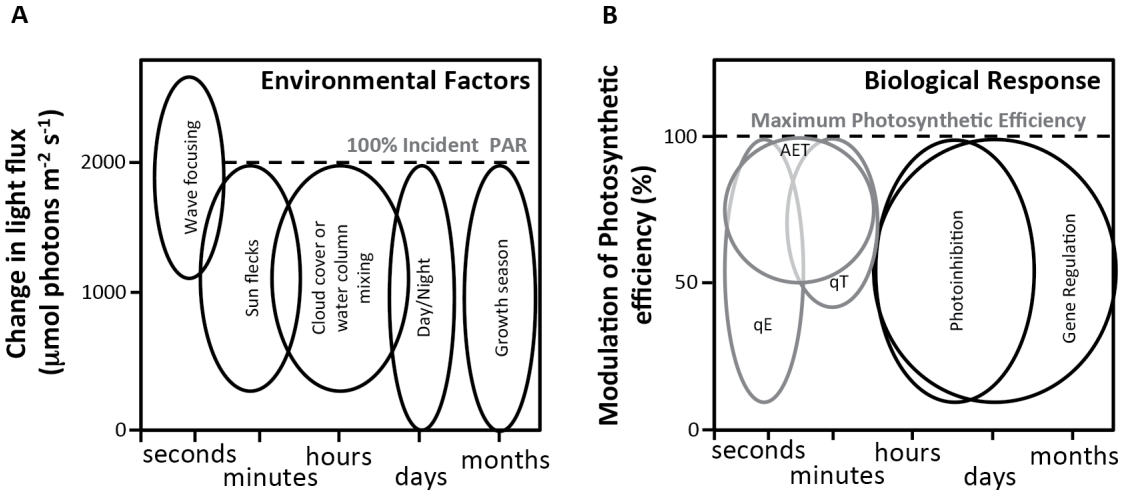 A
Environmental Factors
100% Incident PAR
Change in light flux
(µmol photons m-2 s-1)
2000
1000
0
Wave focusing
Sun flecks
Cloud cover or
water column
mixing
Day/Night
Growth season
seconds
minutes
hours
days
months
B
Biological Response
Maximum Photosynthetic Efficiency
Modulation of Photosynthetic
efficiency (%)
100
50
0
AET
qT
qE
Photoinhibition
Gene Regulation
seconds
minutes
hours
days
months